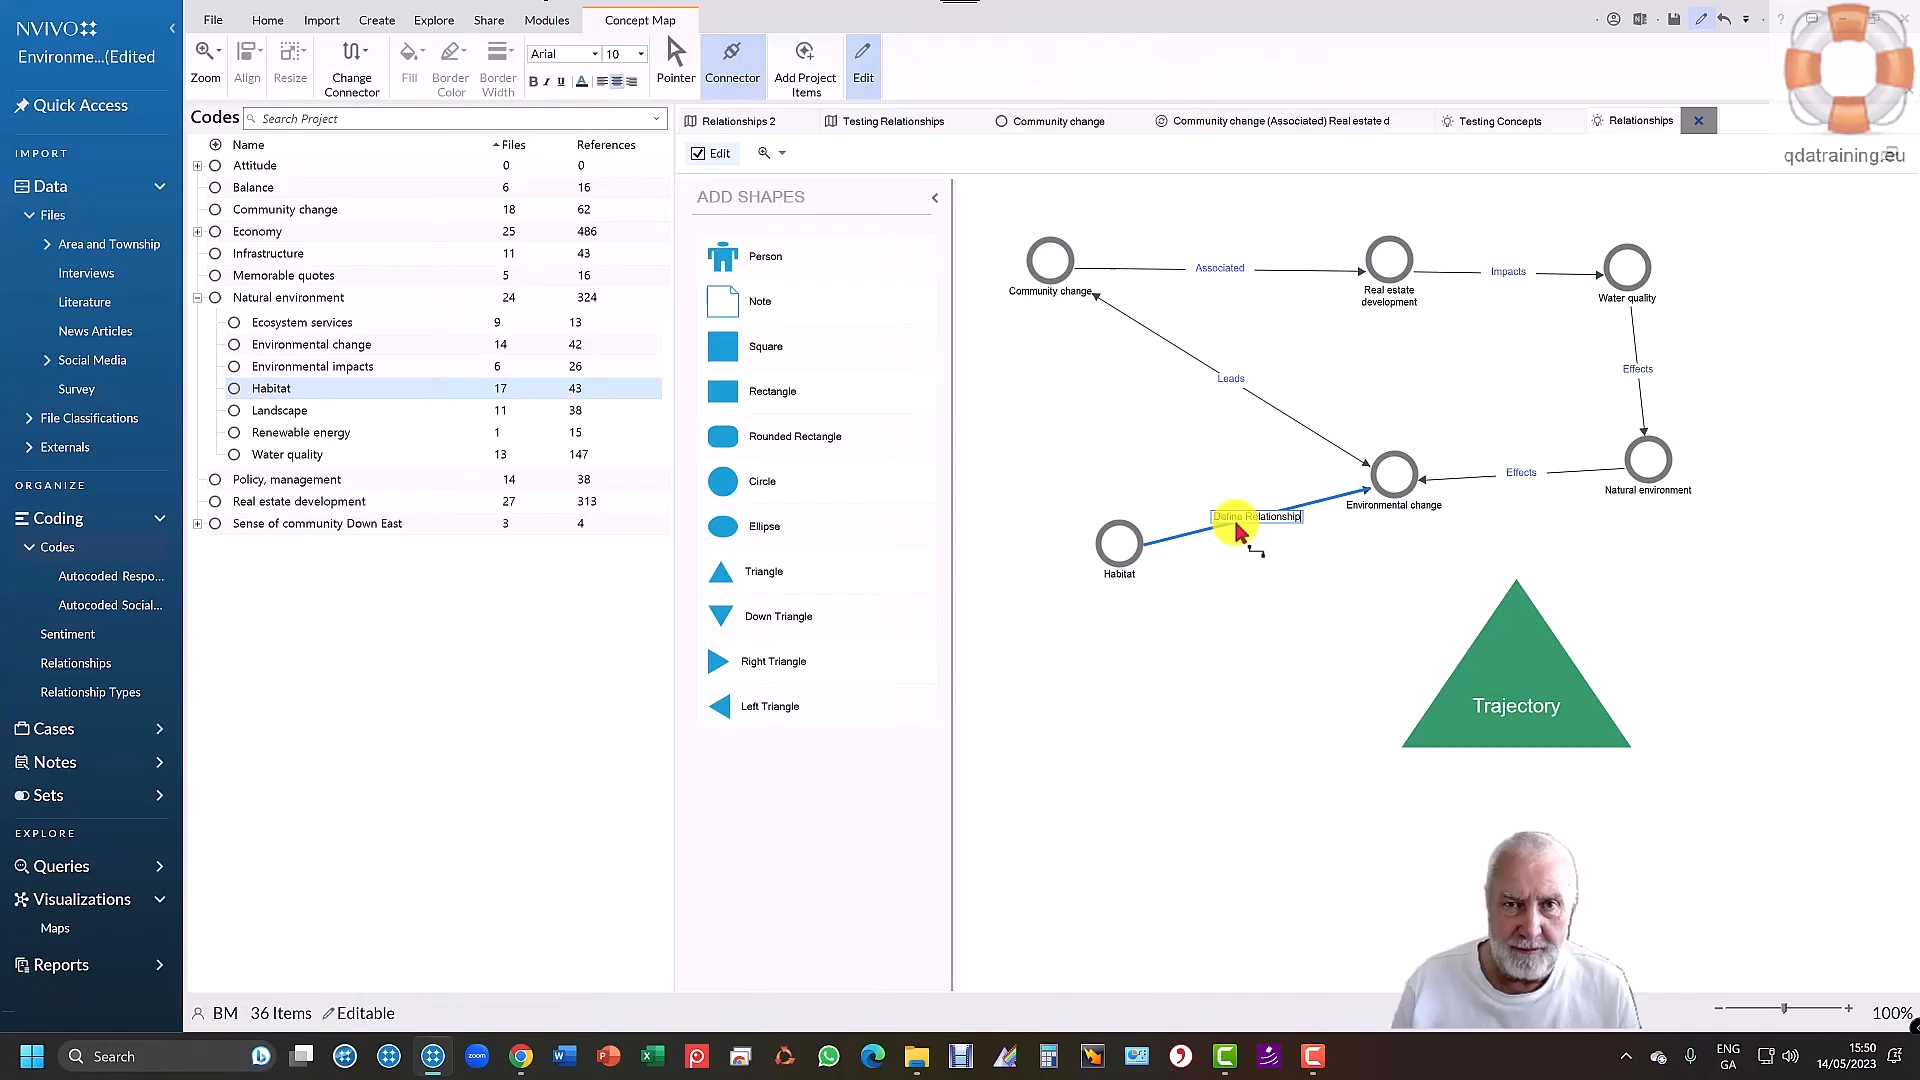 NVIVO
Environme...(Edited
Quick Access
IMPORT
Data
Files
Area and Township
Interviews
Literature
News Articles
Social Media
Survey
File Classifications
Externals
ORGANIZE
Coding
Codes
Autocoded Respo...
Autocoded Social...
Sentiment
Relationships
Relationship Types
Cases
Notes
Sets
EXPLORE
Queries
Visualizations
Maps
Reports
File Home Import Create Explore Share Modules Concept Map
Zoom
Align
Resize
Change
Connector
Fill
Border
Color
Border
Width
Arial 10
B I U A
Pointer
Connector
Add Project
Items
Edit
qdatraining.eu
Codes Search Project
Name Files References
Attitude 0 0
Balance 6 16
Community change 18 62
Economy 25 486
Infrastructure 11 43
Memorable quotes 5 16
Natural environment 24 324
Ecosystem services 9 13
Environmental change 14 42
Environmental impacts 6 26
Habitat 17 43
Landscape 11 38
Renewable energy 1 15
Water quality 13 147
Policy, management 14 38
Real estate development 27 313
Sense of community Down East 3 4
Relationships 2 Testing Relationships Community change Community change (Associated) Real estate d Testing Concepts Relationships
Edit
ADD SHAPES
Person
Note
Square
Rectangle
Rounded Rectangle
Circle
Ellipse
Triangle
Down Triangle
Right Triangle
Left Triangle
Community change
Associated
Real estate
development
Impacts
Water quality
Leads
Effects
Environmental change
Effects
Natural environment
Define Relationship
Habitat
Trajectory
BM 36 Items Editable
100%
Search
zoom
ENG
GA
15:50
14/05/2023